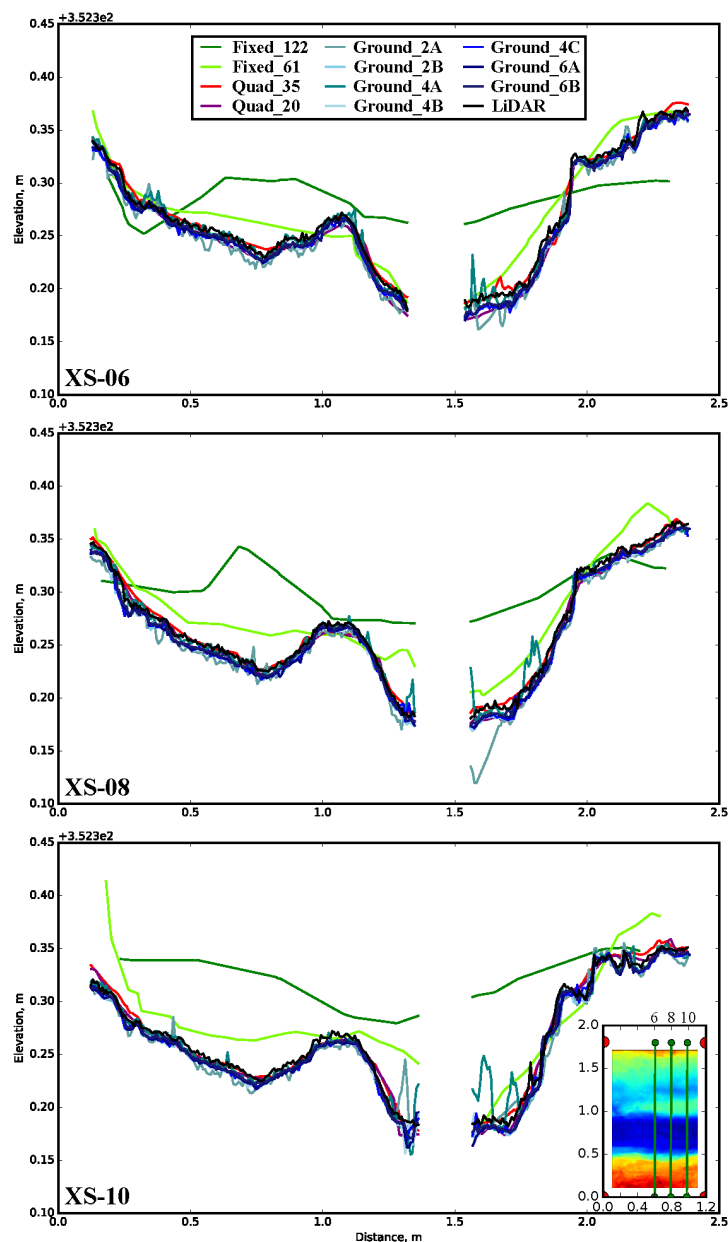 +3.523e2
0.45
Fixed_122 Ground_2A Ground_4C
Fixed_61 Ground_2B Ground_6A
Quad_35 Ground_4A Ground_6B
Quad_20 Ground_4B LiDAR
0.40
0.35
0.30
Elevation, m
0.25
0.20
0.15
XS-06
0.10
0.0 0.5 1.0 1.5 2.0 2.5
+3.523e2
0.45
0.40
0.35
0.30
Elevation, m
0.25
0.20
0.15
XS-08
0.10
0.0 0.5 1.0 1.5 2.0 2.5
+3.523e2
0.45
0.40
0.35
0.30
Elevation, m
0.25
0.20
0.15
XS-10
0.10
0.0 0.5 1.0 1.5 2.0 2.5
Distance, m
6 8 10
2.0
1.5
1.0
0.5
0.0
0.0 0.4 0.8 1.2